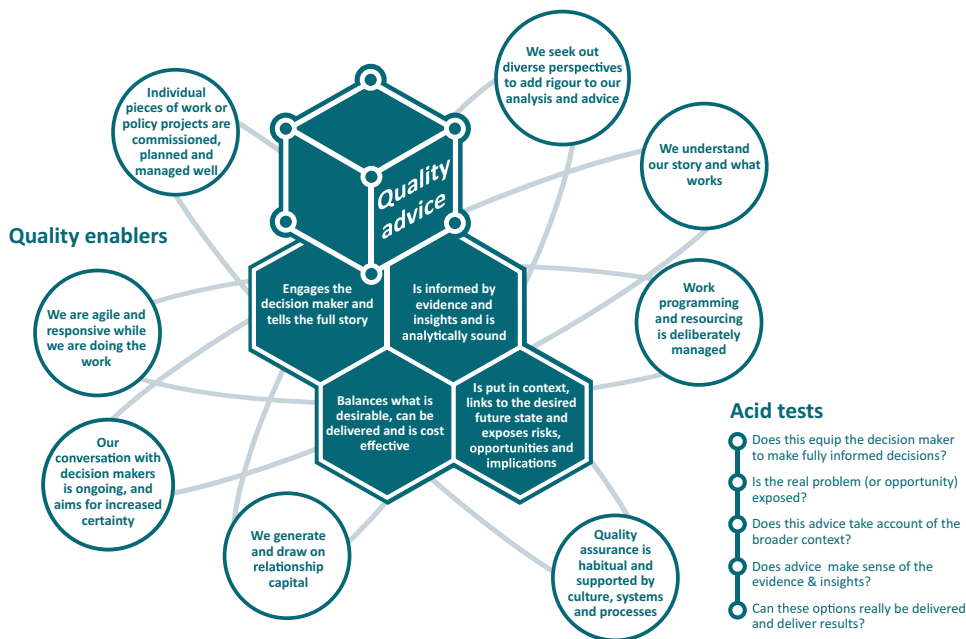 We seek out
diverse perspectives
to add rigour to our
analysis and advice
Individual
pieces of work or
policy projects are
commissioned,
planned and
managed well
We understand
our story and what
works
Quality
advice
Quality enablers
Engages the
decision maker and
tells the full story
Is informed by
evidence and
insights and is
analytically sound
Work
programming
and resourcing
is deliberately
managed
We are agile and
responsive while
we are doing the
work
Balances what is
desirable, can be
delivered and is cost
effective
Is put in context,
links to the desired
future state and
exposes risks,
opportunities and
implications
Our
conversation with
decision makers
is ongoing, and
aims for increased
certainty
We generate
and draw on
relationship
capital
Quality
assurance is
habitual and
supported by
culture, systems
and processes
Acid tests
Does this equip the decision maker
to make fully informed decisions?
Is the real problem (or opportunity)
exposed?
Does this advice take account of the
broader context?
Does advice  make sense of the
evidence & insights?
Can these options really be delivered
and deliver results?